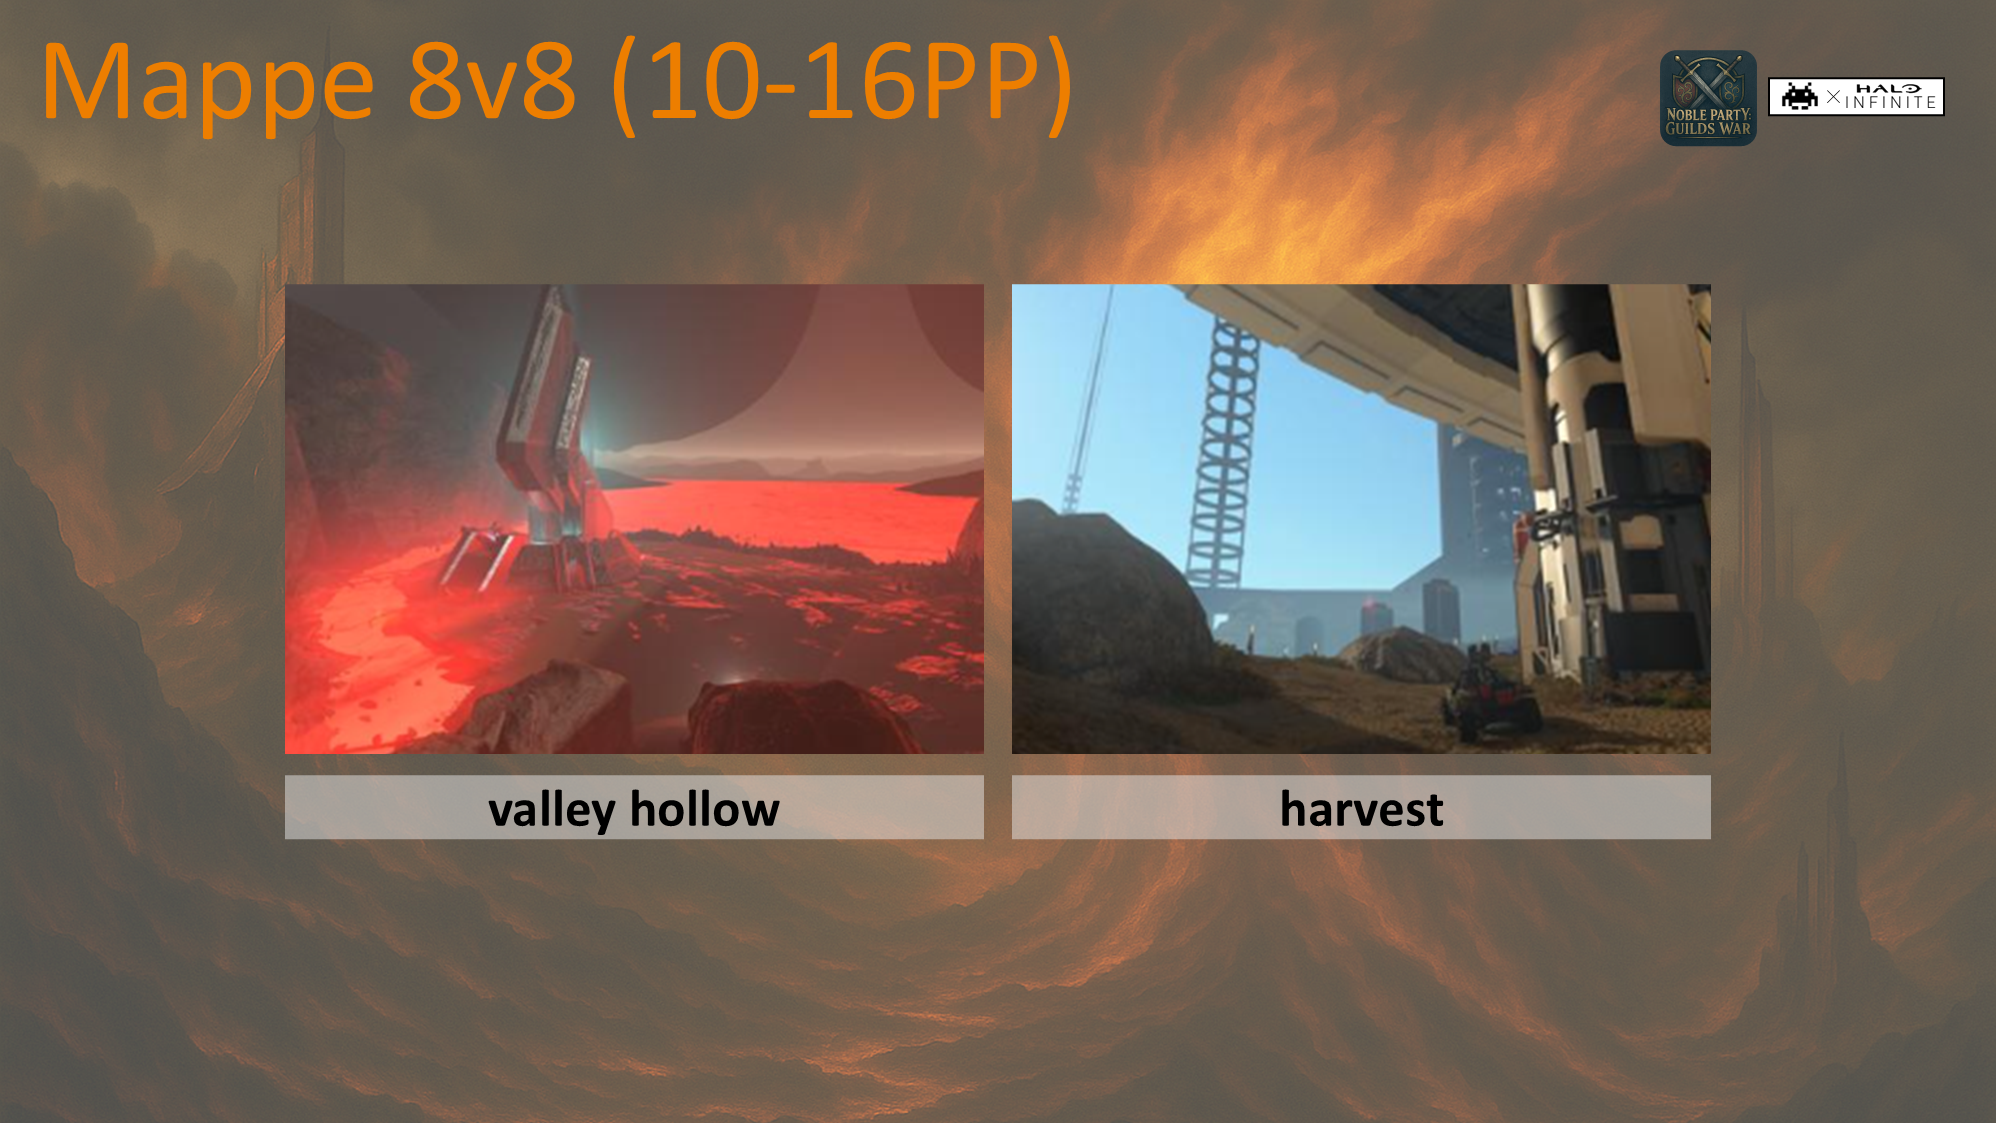 Mappe 8v8 (10-16PP)
NOBLE PARTY:
GUILDS WAR
× HALO
INFINITE
valley hollow
harvest